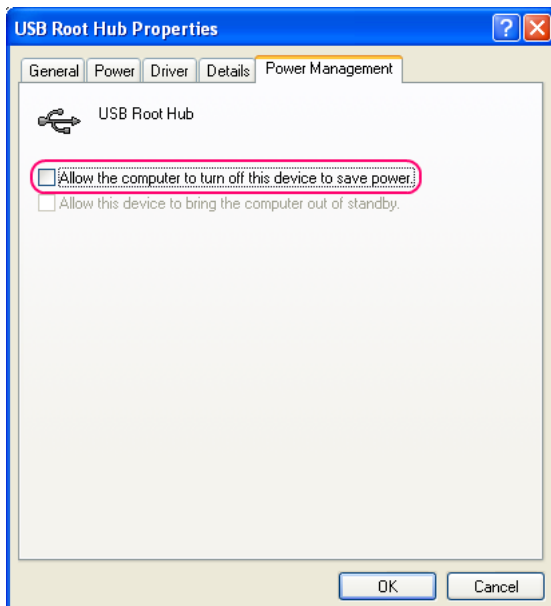 USB Root Hub Properties
General Power Driver Details Power Management
USB Root Hub
Allow the computer to turn off this device to save power.
Allow this device to bring the computer out of standby.
OK Cancel